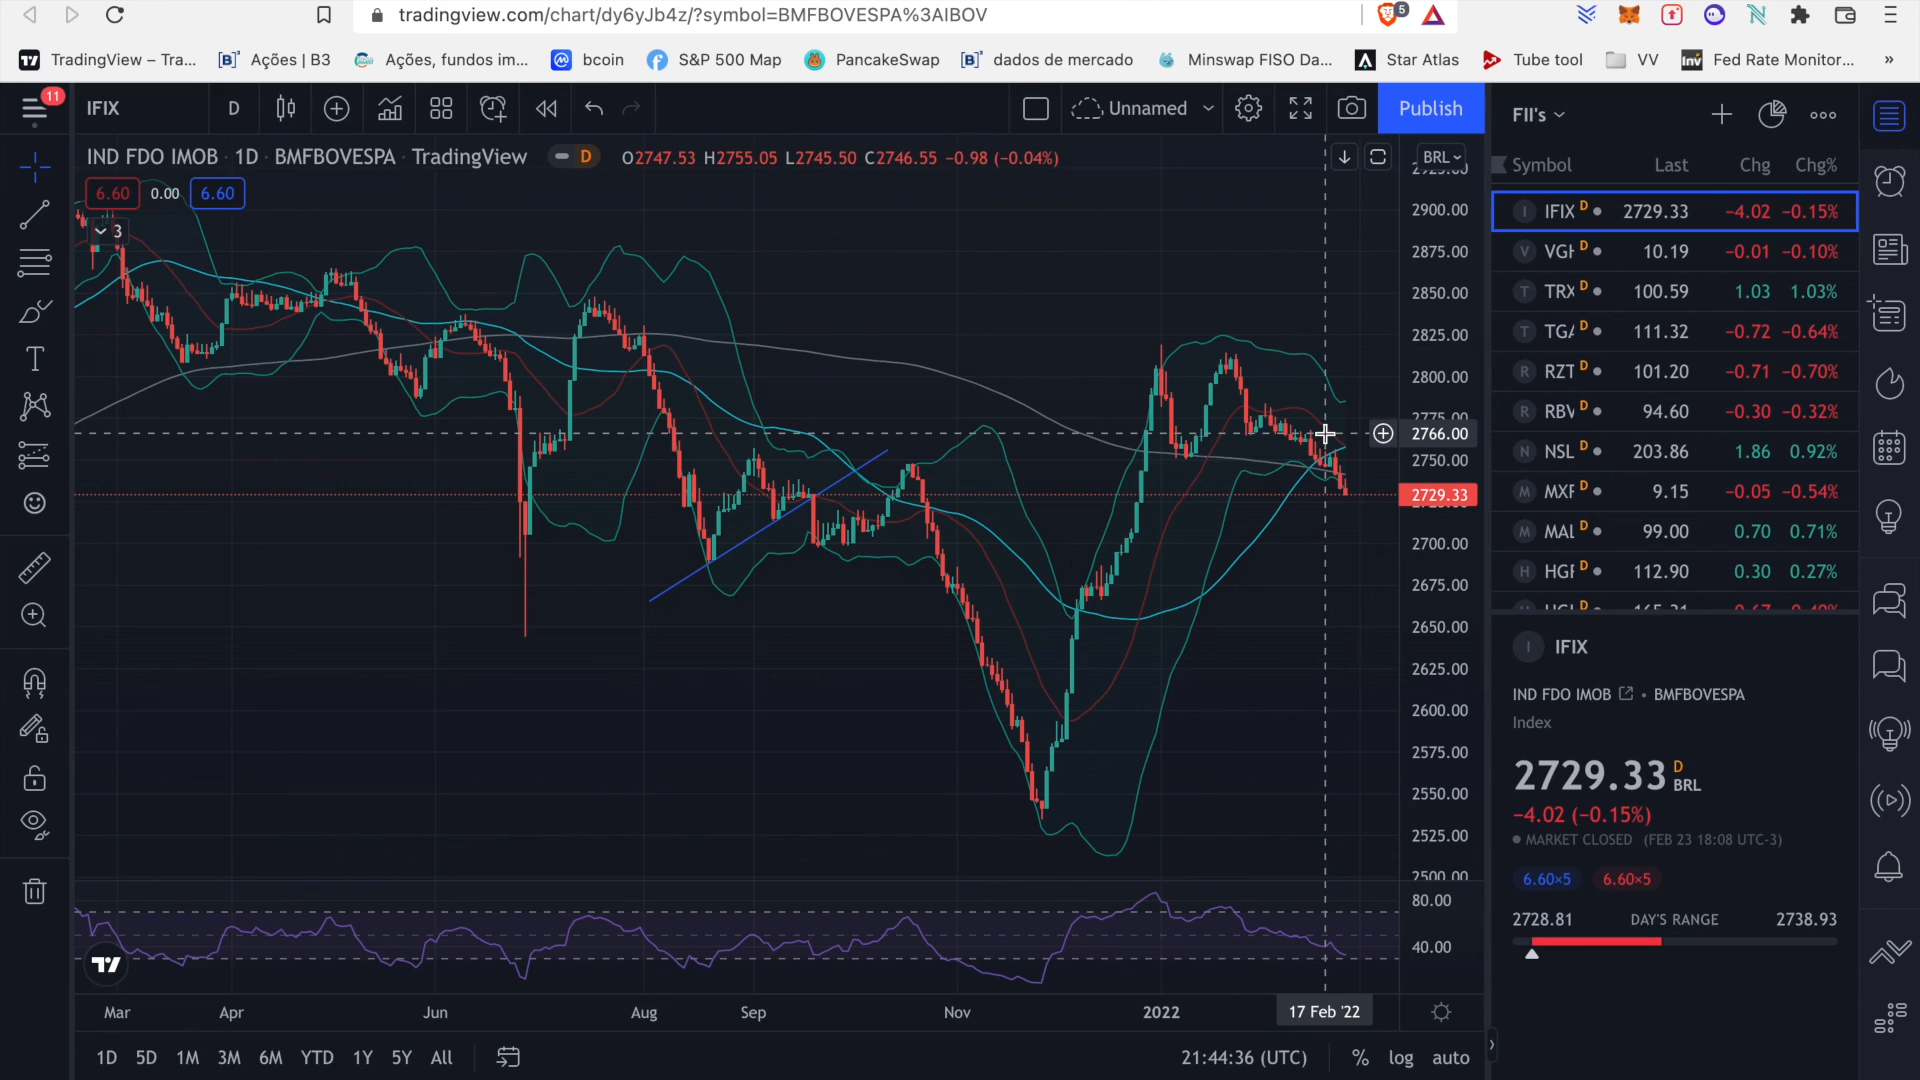 tradingview.com/chart/dy6yJb4z/?symbol=BMFBOVESPA%3AIBOV
5
TradingView – Tra...
Ações | B3
Ações, fundos im...
bcoin
S&P 500 Map
PancakeSwap
dados de mercado
Minswap FISO Da...
Star Atlas
Tube tool
VV
Fed Rate Monitor...
»
11
IFIX
D
Unnamed
Publish
IND FDO IMOB · 1D · BMFBOVESPA · TradingView
D
O2747.53 H2755.05 L2745.50 C2746.55 −0.98 (−0.04%)
6.60
0.00
6.60
3
BRL
2900.00
2875.00
2850.00
2825.00
2800.00
2775.00
2766.00
2750.00
2729.33
2700.00
2675.00
2650.00
2625.00
2600.00
2575.00
2550.00
2525.00
2500.00
80.00
40.00
Mar
Apr
Jun
Aug
Sep
Nov
2022
17 Feb '22
1D 5D 1M 3M 6M YTD 1Y 5Y All
21:44:36 (UTC)
% log auto
FII's
Symbol Last Chg Chg%
I IFIX D 2729.33 −4.02 −0.15%
V VGH D 10.19 −0.01 −0.10%
T TRX D 100.59 1.03 1.03%
T TGA D 111.32 −0.72 −0.64%
R RZT D 101.20 −0.71 −0.70%
R RBV D 94.60 −0.30 −0.32%
N NSL D 203.86 1.86 0.92%
M MXF D 9.15 −0.05 −0.54%
M MAL D 99.00 0.70 0.71%
H HGF D 112.90 0.30 0.27%
I IFIX
IND FDO IMOB • BMFBOVESPA
Index
2729.33 D BRL
−4.02 (−0.15%)
MARKET CLOSED (FEB 23 18:08 UTC-3)
6.60×5
6.60×5
2728.81 DAY'S RANGE 2738.93